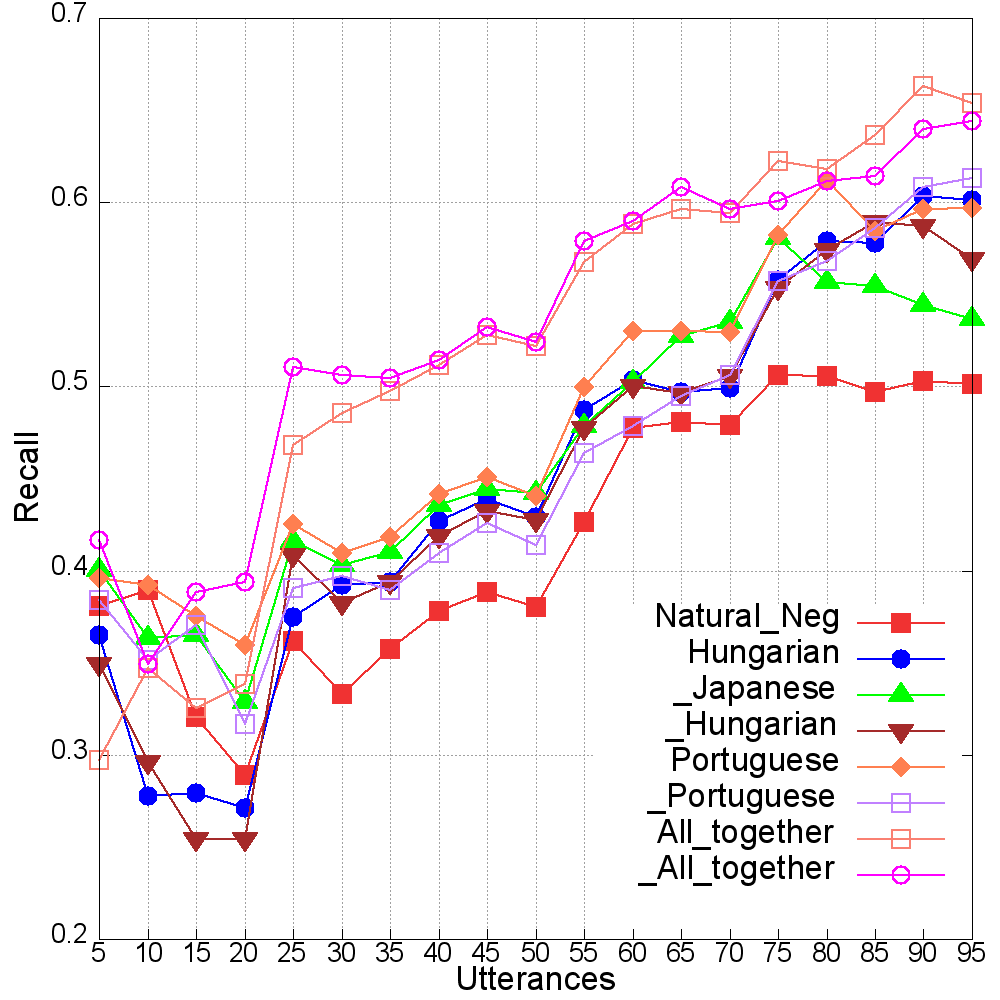 0.7
0.6
0.5
0.4
0.3
0.2
Recall
Natural_Neg
Hungarian
_Japanese
_Hungarian
Portuguese
_Portuguese
All_together
_All_together
5 10 15 20 25 30 35 40 45 50 55 60 65 70 75 80 85 90 95
Utterances